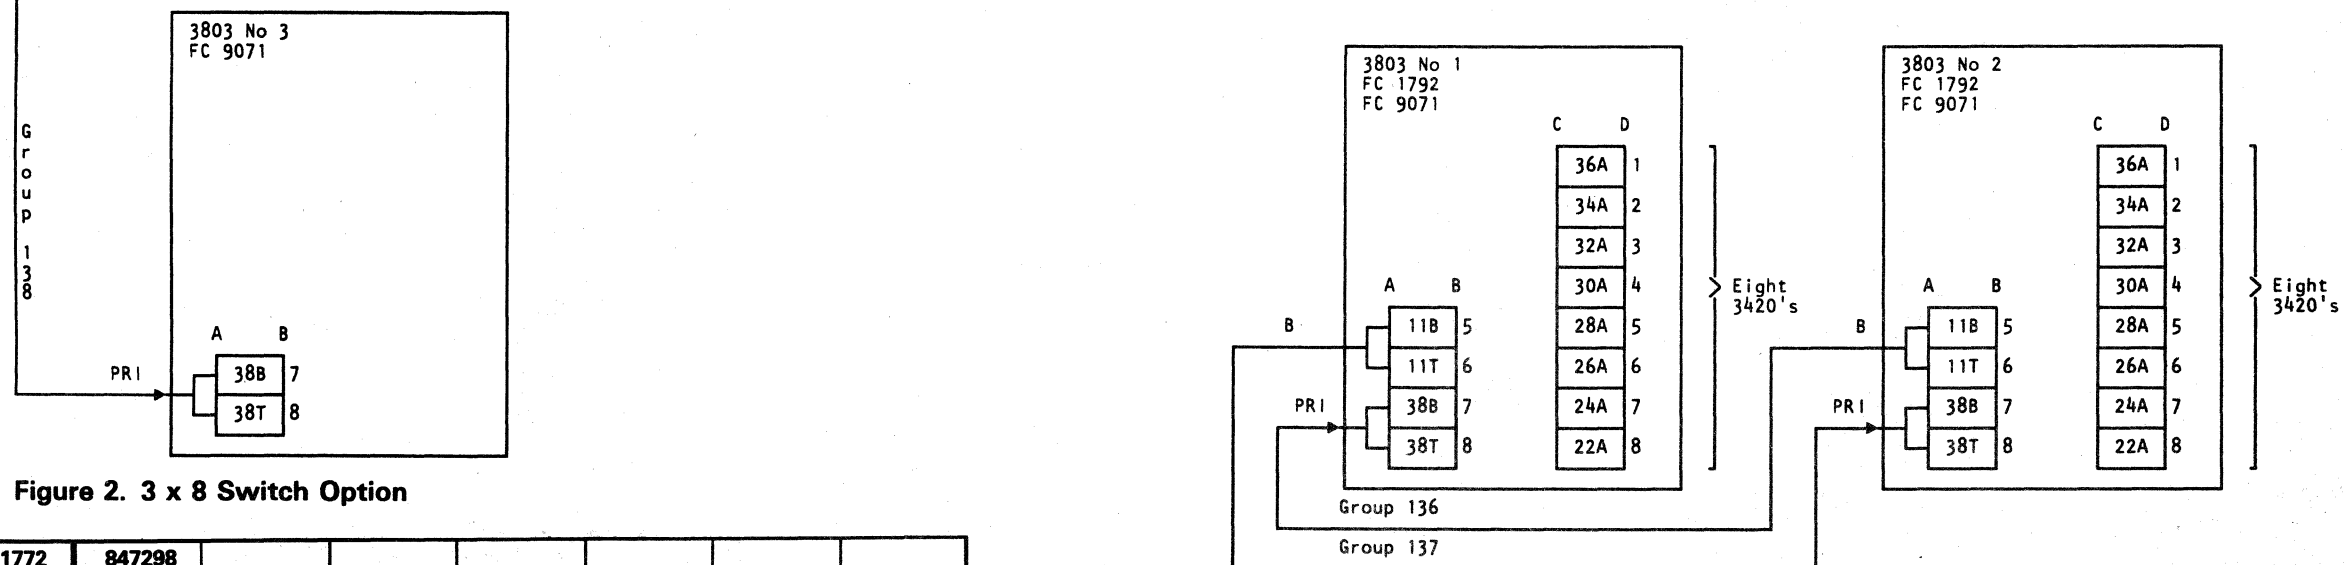 3803 No 3
FC 9071
Group 138
A B
PRI
38B 7
38T 8
Figure 2. 3 x 8 Switch Option
1772 847298
3803 No 1
FC 1792
FC 9071
C D
36A 1
34A 2
32A 3
30A 4
28A 5
26A 6
24A 7
22A 8
Eight
3420's
A B
B
11B 5
11T 6
PRI
38B 7
38T 8
Group 136
Group 137
3803 No 2
FC 1792
FC 9071
C D
36A 1
34A 2
32A 3
30A 4
28A 5
26A 6
24A 7
22A 8
Eight
3420's
A B
B
11B 5
11T 6
PRI
38B 7
38T 8